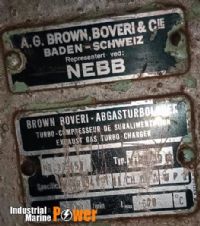 A.G. BROWN, BOVERI & CIE
BADEN-SCHWEIZ
Representert ved:
NEBB
BROWN BOVERI - ABGASTURBOLADER
TURBO-COMPRESSEUR DE SURALIMENTATION
EXHAUST GAS TURBO-CHARGER
Typ
°C
Industrial
Marine Power